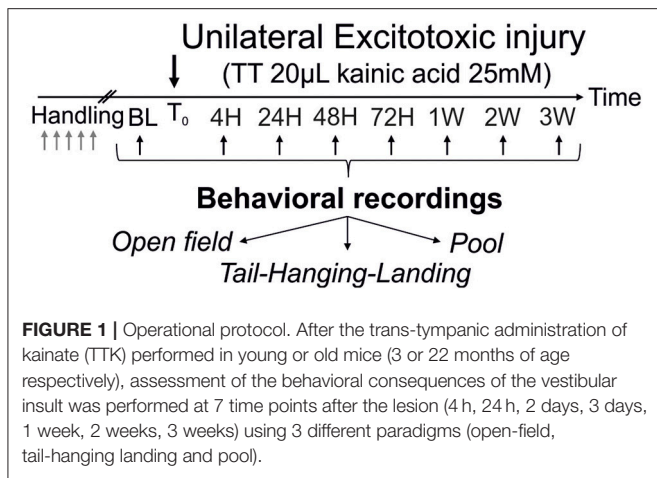 Unilateral Excitotoxic injury
(TT 20µL kainic acid 25mM)
Time
Handling BL T0 4H 24H 48H 72H 1W 2W 3W
Behavioral recordings
Open field Pool
Tail-Hanging-Landing
FIGURE 1 | Operational protocol. After the trans-tympanic administration of
kainate (TTK) performed in young or old mice (3 or 22 months of age
respectively), assessment of the behavioral consequences of the vestibular
insult was performed at 7 time points after the lesion (4 h, 24 h, 2 days, 3 days,
1 week, 2 weeks, 3 weeks) using 3 different paradigms (open-field,
tail-hanging landing and pool).